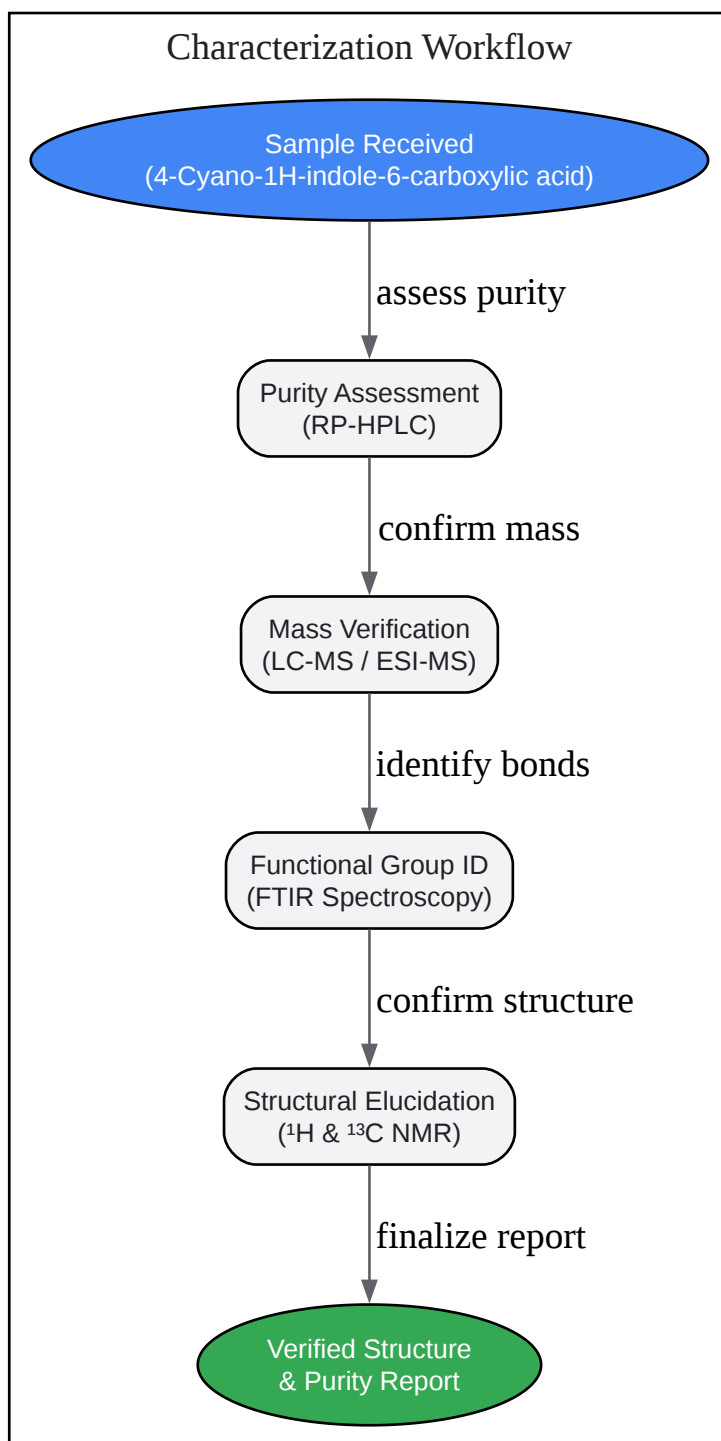 Characterization Workflow
Sample Received
(4-Cyano-1H-indole-6-carboxylic acid)
assess purity
Purity Assessment
(RP-HPLC)
confirm mass
Mass Verification
(LC-MS / ESI-MS)
identify bonds
Functional Group ID
(FTIR Spectroscopy)
confirm structure
Structural Elucidation
(¹H & ¹³C NMR)
finalize report
Verified Structure
& Purity Report